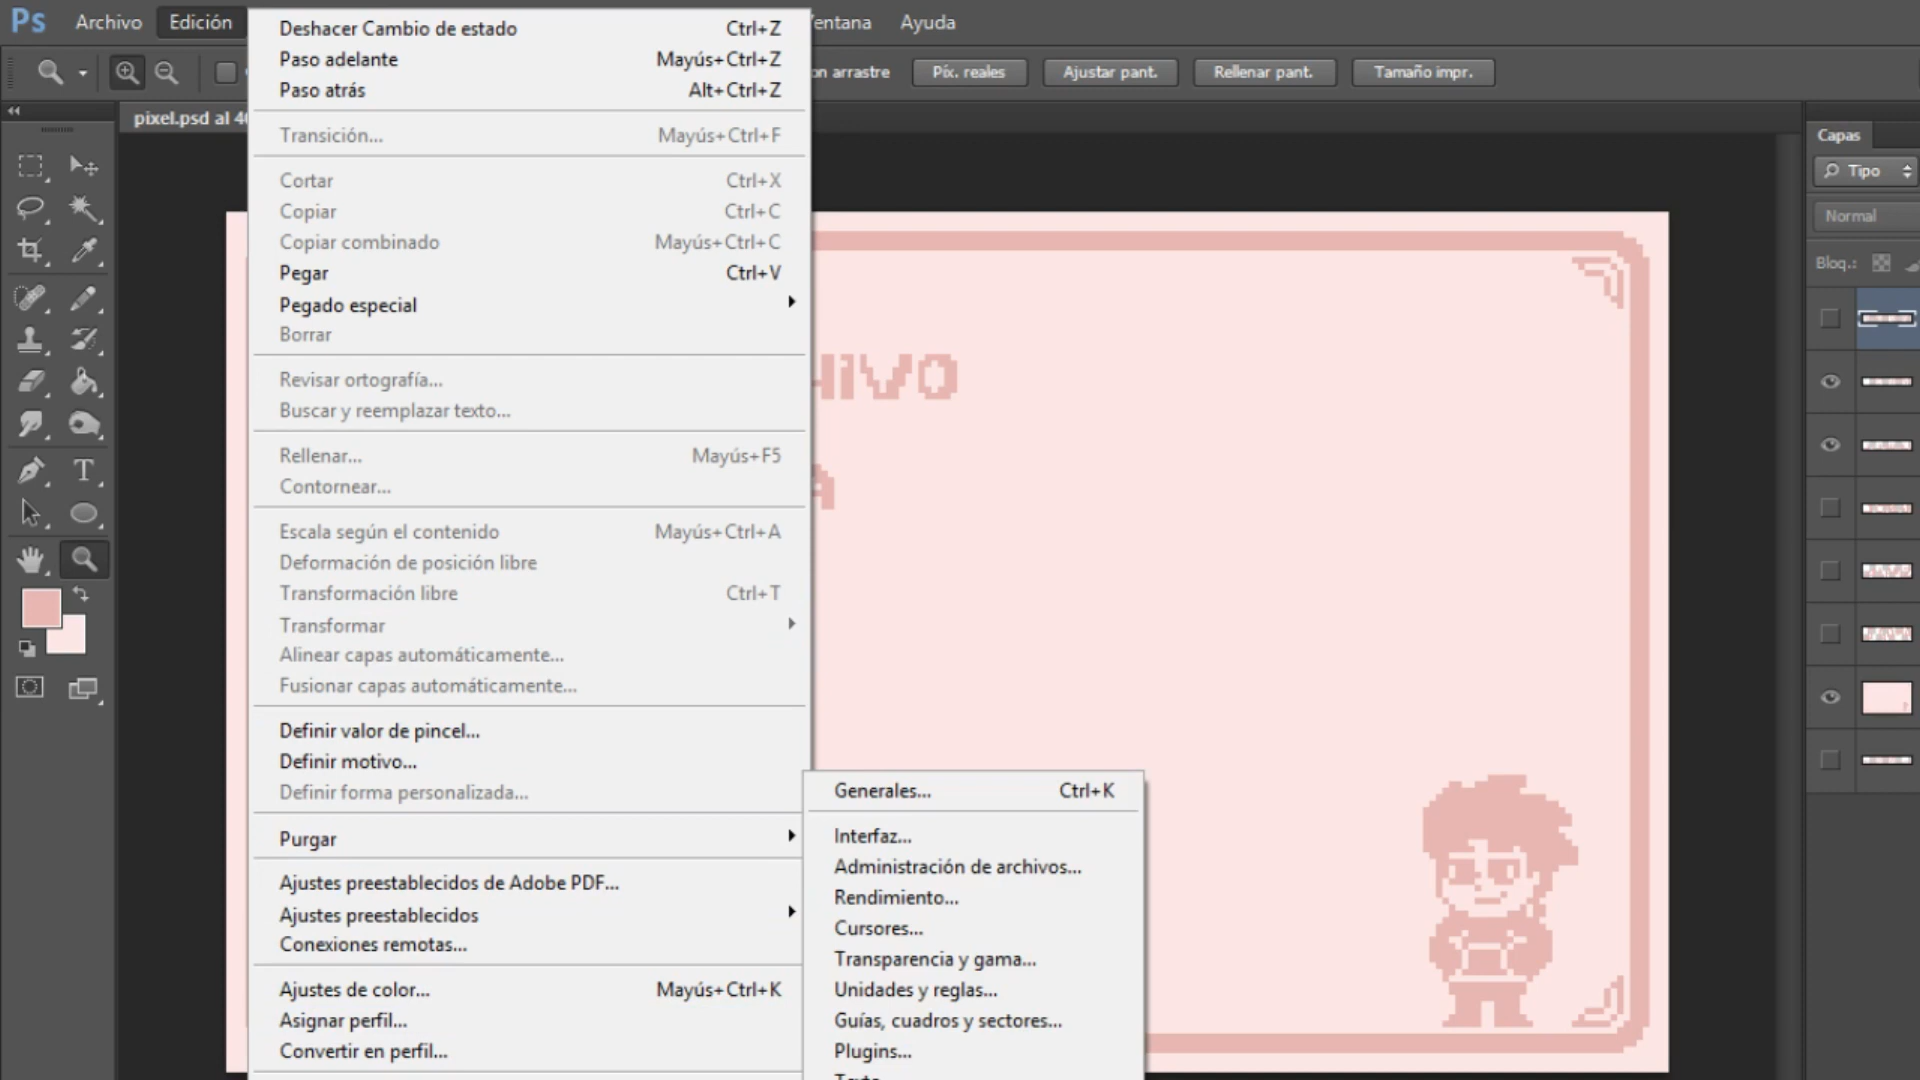 Ps Archivo Edición Ayuda
Píx. reales Ajustar pant. Rellenar pant. Tamaño impr.
arrastre
pixel.psd al
Deshacer Cambio de estado Ctrl+Z
Paso adelante Mayús+Ctrl+Z
Paso atrás Alt+Ctrl+Z
Transición... Mayús+Ctrl+F
Cortar Ctrl+X
Copiar Ctrl+C
Copiar combinado Mayús+Ctrl+C
Pegar Ctrl+V
Pegado especial
Borrar
Revisar ortografía...
Buscar y reemplazar texto...
Rellenar... Mayús+F5
Contornear...
Escala según el contenido Mayús+Ctrl+A
Deformación de posición libre
Transformación libre Ctrl+T
Transformar
Alinear capas automáticamente...
Fusionar capas automáticamente...
Definir valor de pincel...
Definir motivo...
Definir forma personalizada...
Purgar
Ajustes preestablecidos de Adobe PDF...
Ajustes preestablecidos
Conexiones remotas...
Ajustes de color... Mayús+Ctrl+K
Asignar perfil...
Convertir en perfil...
Generales... Ctrl+K
Interfaz...
Administración de archivos...
Rendimiento...
Cursores...
Transparencia y gama...
Unidades y reglas...
Guías, cuadros y sectores...
Plugins...
Capas
Tipo
Normal
Bloq.: